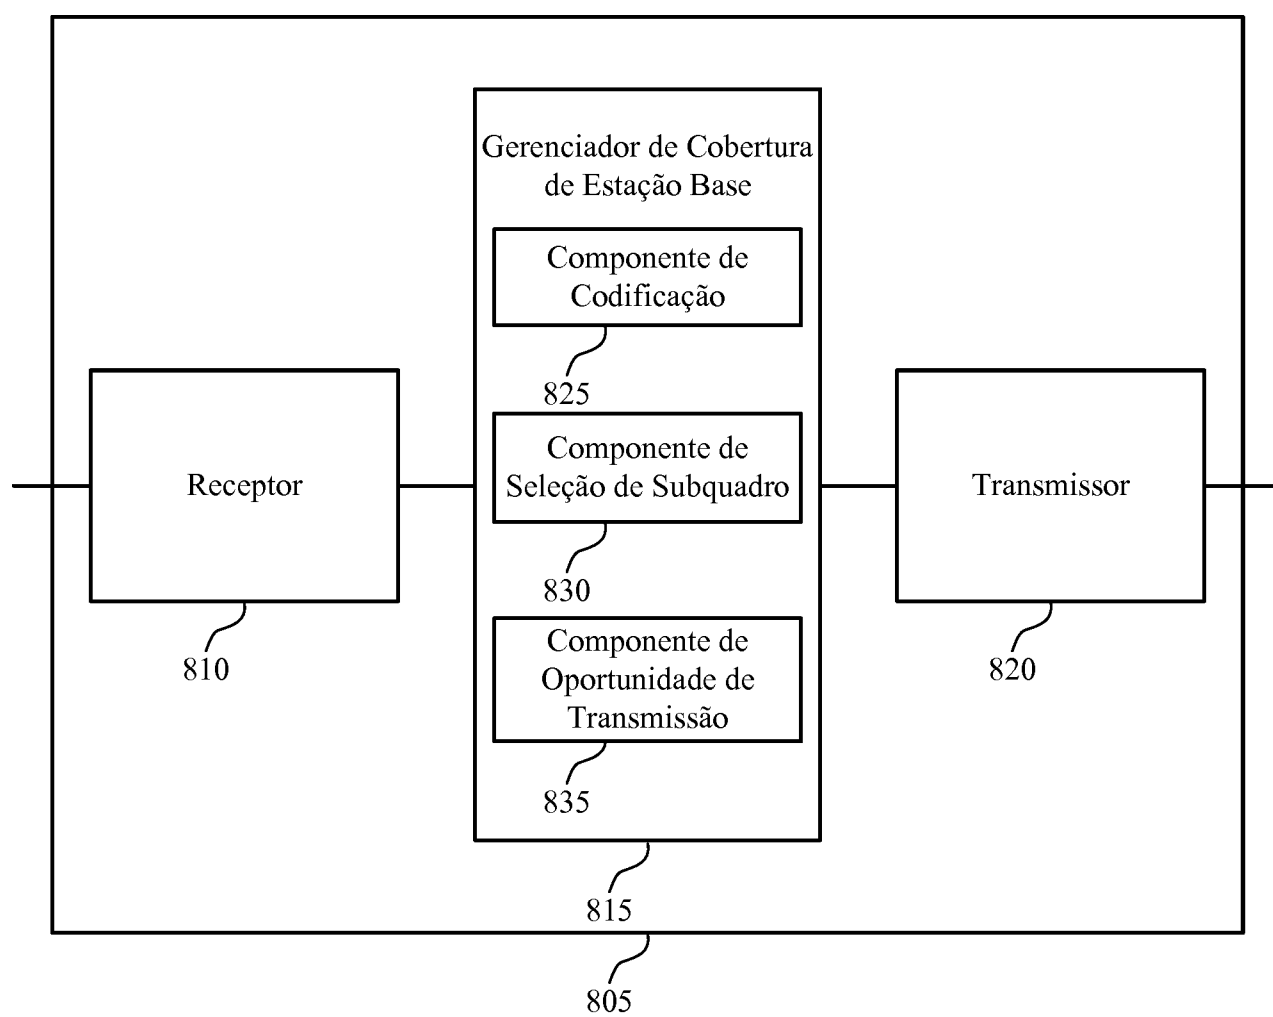 Gerenciador de Cobertura
de Estação Base
Componente de
Codificação
825
Receptor
810
Componente de
Seleção de Subquadro
830
Transmissor
820
Componente de
Oportunidade de
Transmissão
835
815
805